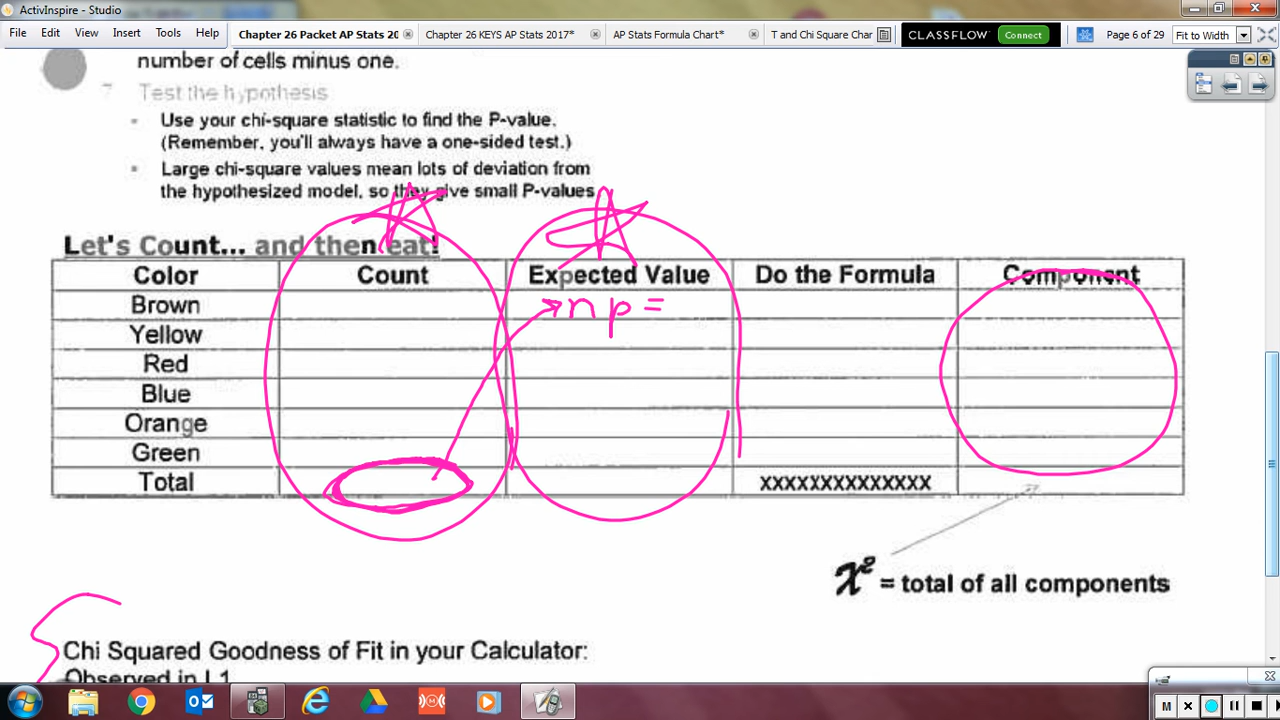 ActivInspire - Studio
File Edit View Insert Tools Help Chapter 26 Packet AP Stats 20 Chapter 26 KEYS AP Stats 2017* AP Stats Formula Chart* T and Chi Square Char CLASSFLOW Connect Page 6 of 29 Fit to Width
number of cells minus one.
7 Test the hypothesis
Use your chi-square statistic to find the P-value.
(Remember, you'll always have a one-sided test.)
Large chi-square values mean lots of deviation from
the hypothesized model, so they give small P-values
Let's Count... and then eat!
Color Count Expected Value Do the Formula Component
Brown np =
Yellow
Red
Blue
Orange
Green
Total xxxxxxxxxxxxxx
χ² = total of all components
Chi Squared Goodness of Fit in your Calculator:
Observed in L1
M